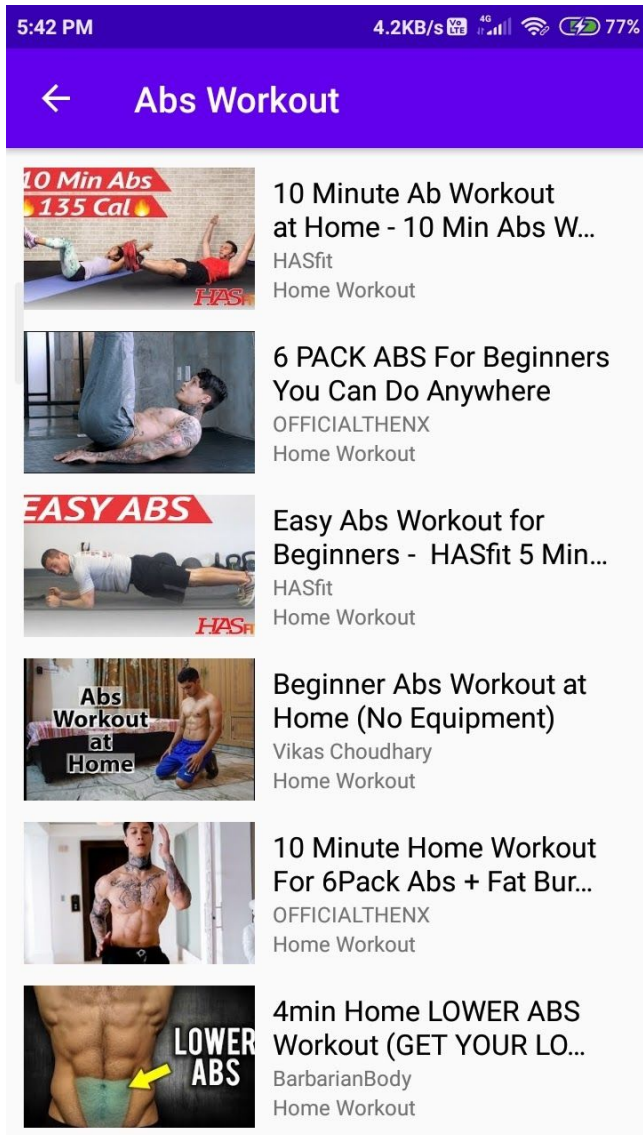 5:42 PM 4.2KB/s Vo LTE 4G 77%
Abs Workout
10 Min Abs
135 Cal
HASF
10 Minute Ab Workout
at Home - 10 Min Abs W...
HASfit
Home Workout
6 PACK ABS For Beginners
You Can Do Anywhere
OFFICIALTHENX
Home Workout
EASY ABS
HASF
Easy Abs Workout for
Beginners -  HASfit 5 Min...
HASfit
Home Workout
Abs
Workout
at
Home
Beginner Abs Workout at
Home (No Equipment)
Vikas Choudhary
Home Workout
10 Minute Home Workout
For 6Pack Abs + Fat Bur...
OFFICIALTHENX
Home Workout
LOWER
ABS
4min Home LOWER ABS
Workout (GET YOUR LO...
BarbarianBody
Home Workout